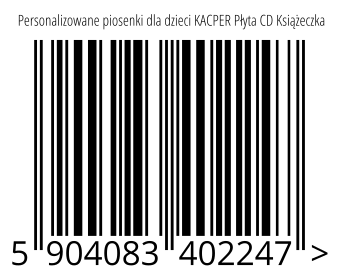 Personalizowane piosenki dla dzieci KACPER Płyta CD Książeczka
5 904083 402247 >